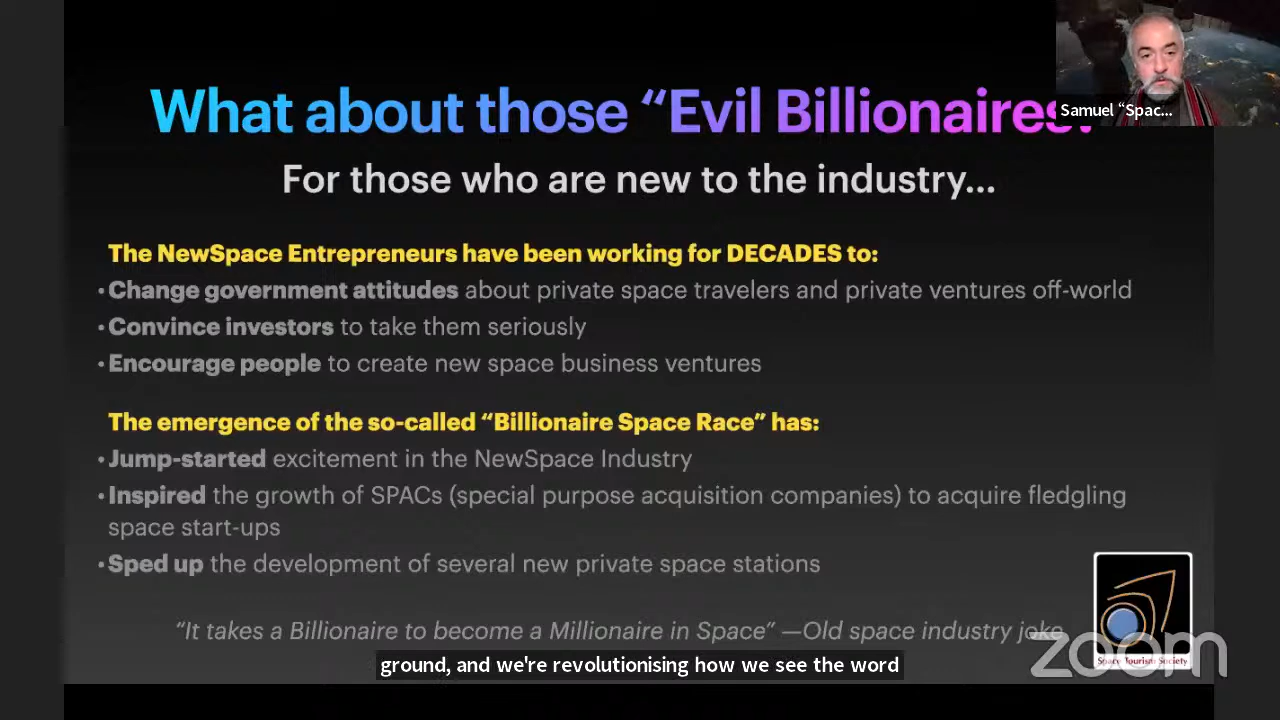 What about those “Evil Billionaires
Samuel “Spac...
For those who are new to the industry...
The NewSpace Entrepreneurs have been working for DECADES to:
•Change government attitudes about private space travelers and private ventures off-world
•Convince investors to take them seriously
•Encourage people to create new space business ventures
The emergence of the so-called “Billionaire Space Race” has:
•Jump-started excitement in the NewSpace Industry
•Inspired the growth of SPACs (special purpose acquisition companies) to acquire fledgling
space start-ups
•Sped up the development of several new private space stations
“It takes a Billionaire to become a Millionaire in Space” —Old space industry joke
zoom
Space Tourism Society
ground, and we're revolutionising how we see the word